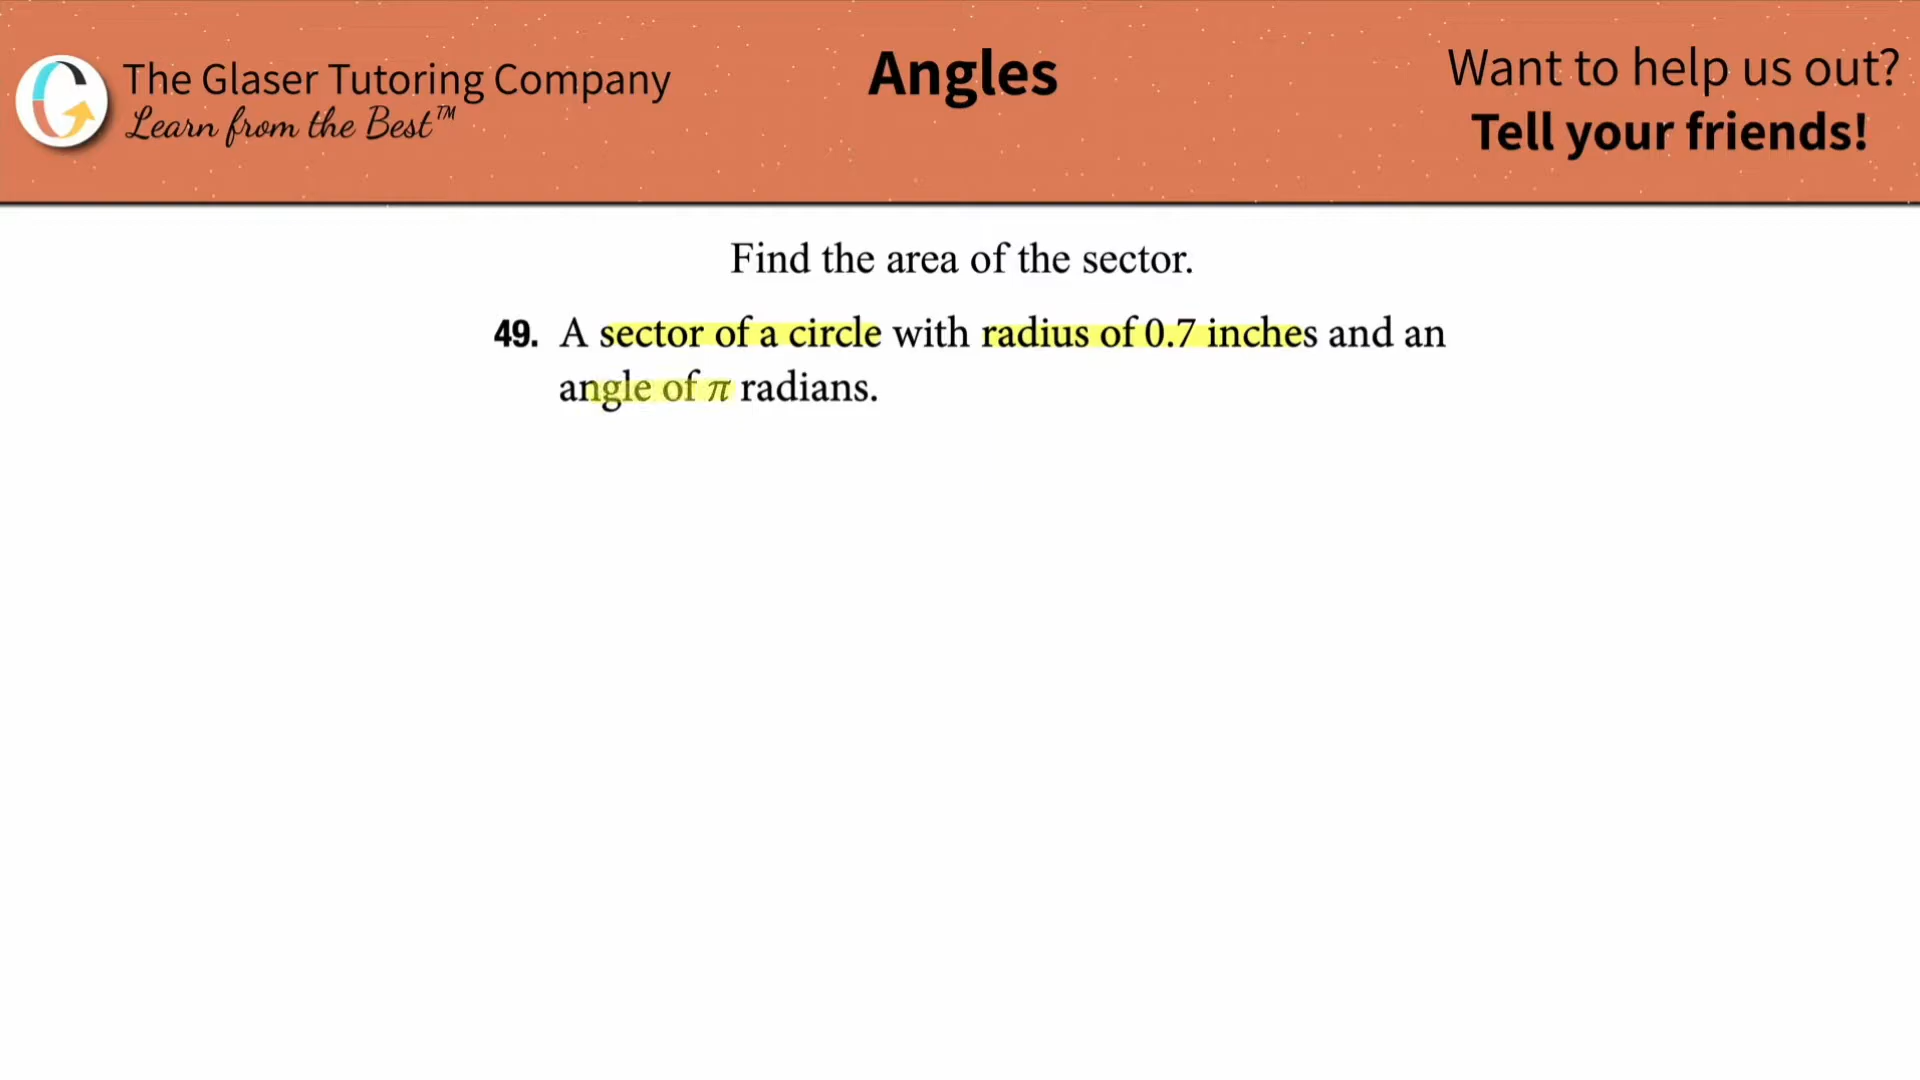 The Glaser Tutoring Company
Learn from the Best™
Angles
Want to help us out?
Tell your friends!
Find the area of the sector.
49. A sector of a circle with radius of 0.7 inches and an
angle of π radians.